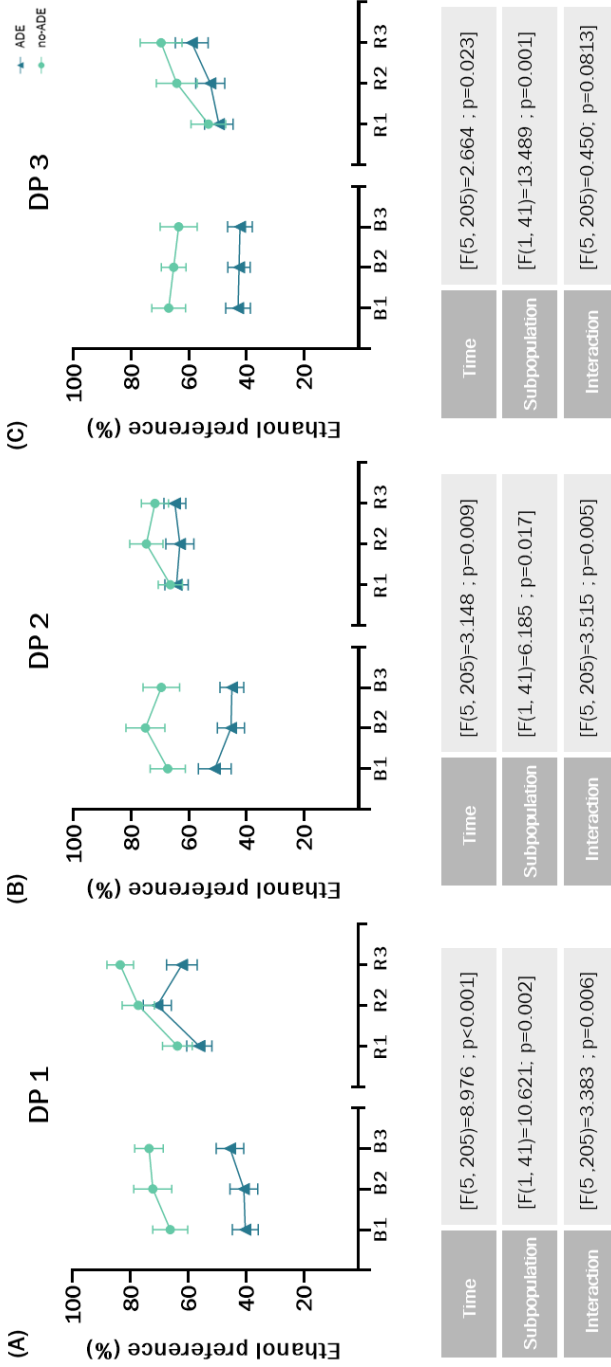 ADE
no-ADE
(A)
DP 1
Ethanol preference (%)
100
80
60
40
20
B1 B2 B3 R1 R2 R3
Time [F(5, 205)=8.976 ; p<0.001]
Subpopulation [F(1, 41)=10.621; p=0.002]
Interaction [F(5 ,205)=3.383 ; p=0.006]
(B)
DP 2
Ethanol preference (%)
100
80
60
40
20
B1 B2 B3 R1 R2 R3
Time [F(5, 205)=3.148 ; p=0.009]
Subpopulation [F(1, 41)=6.185 ; p=0.017]
Interaction [F(5, 205)=3.515 ; p=0.005]
(C)
DP 3
Ethanol preference (%)
100
80
60
40
20
B1 B2 B3 R1 R2 R3
Time [F(5, 205)=2.664 ; p=0.023]
Subpopulation [F(1, 41)=13.489 ; p=0.001]
Interaction [F(5, 205)=0.450; p=0.0813]